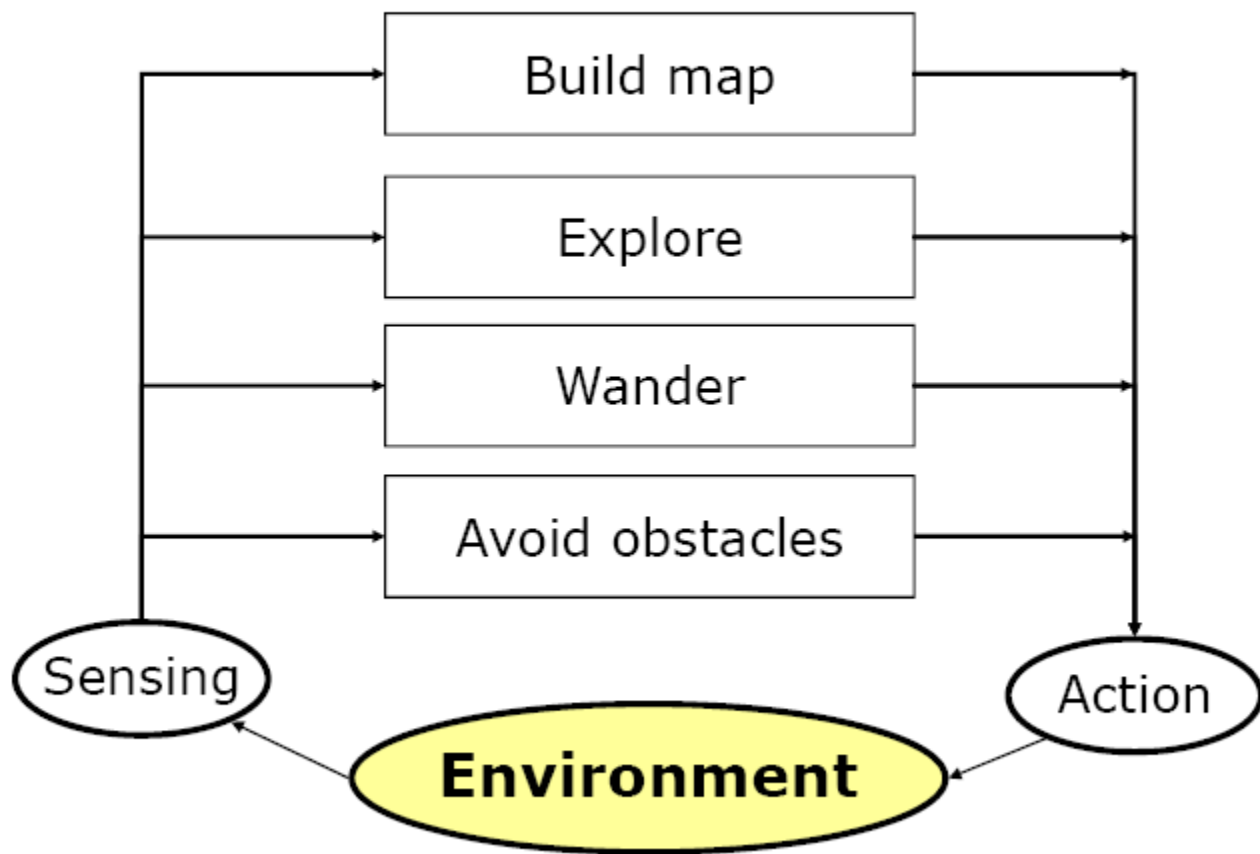 Build map
Explore
Wander
Avoid obstacles
Sensing
Action
Environment